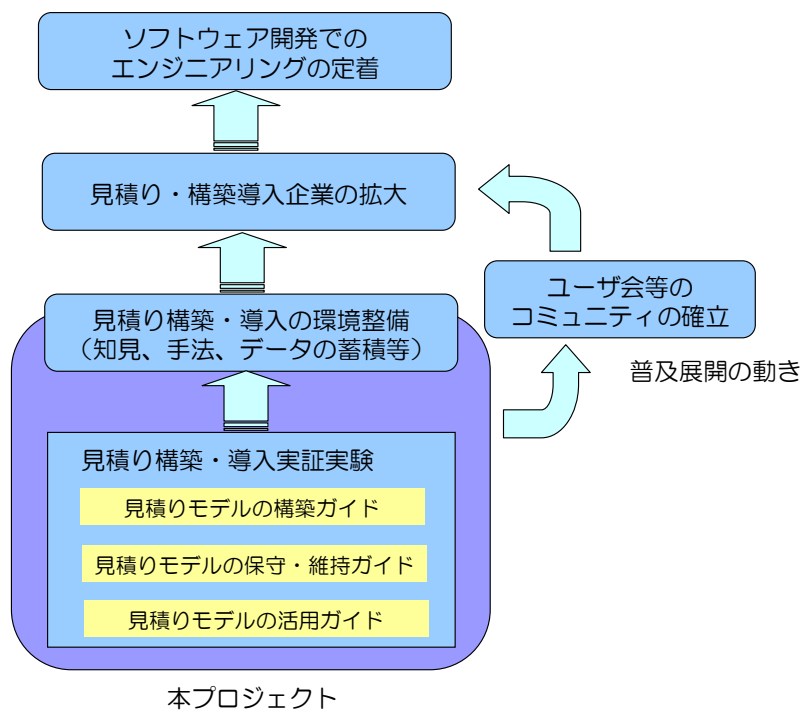 ソフトウェア開発での
エンジニアリングの定着
見積り・構築導入企業の拡大
ユーザ会等の
コミュニティの確立
見積り構築・導入の環境整備
（知見、手法、データの蓄積等）
普及展開の動き
見積り構築・導入実証実験
見積りモデルの構築ガイド
見積りモデルの保守・維持ガイド
見積りモデルの活用ガイド
本プロジェクト